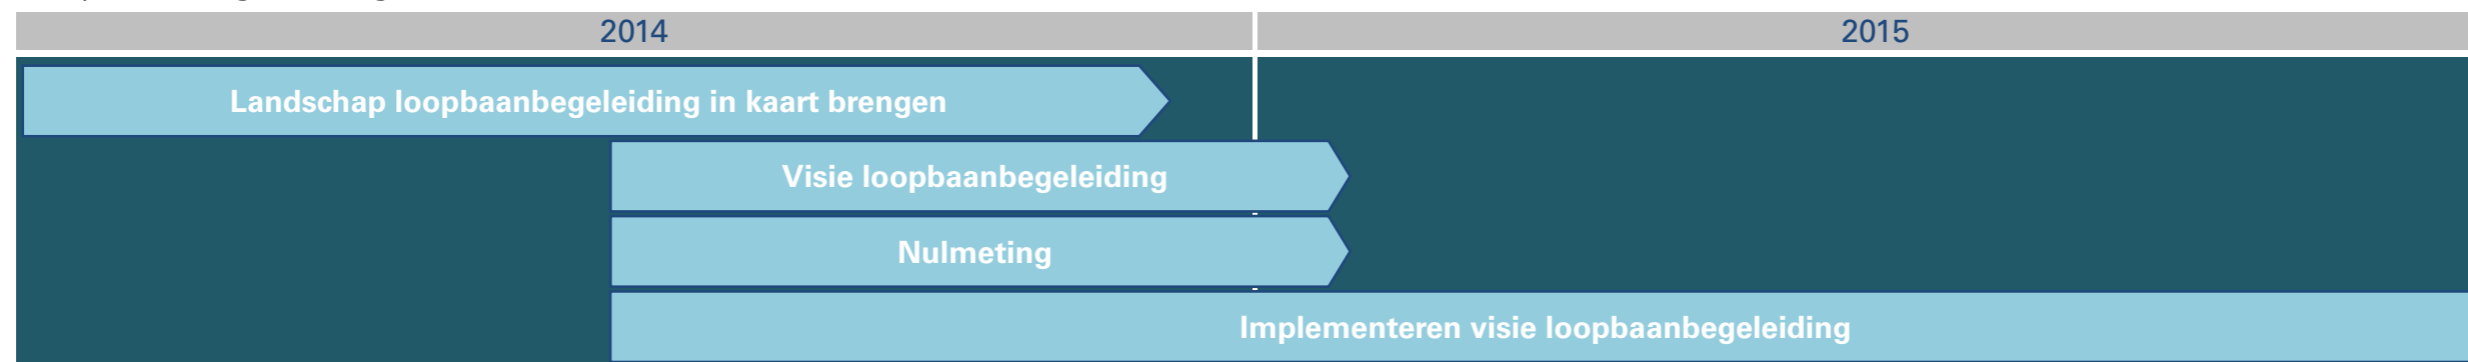 2014
2015
Landschap loopbaanbegeleiding in kaart brengen
Visie loopbaanbegeleiding
Nulmeting
Implementeren visie loopbaanbegeleiding